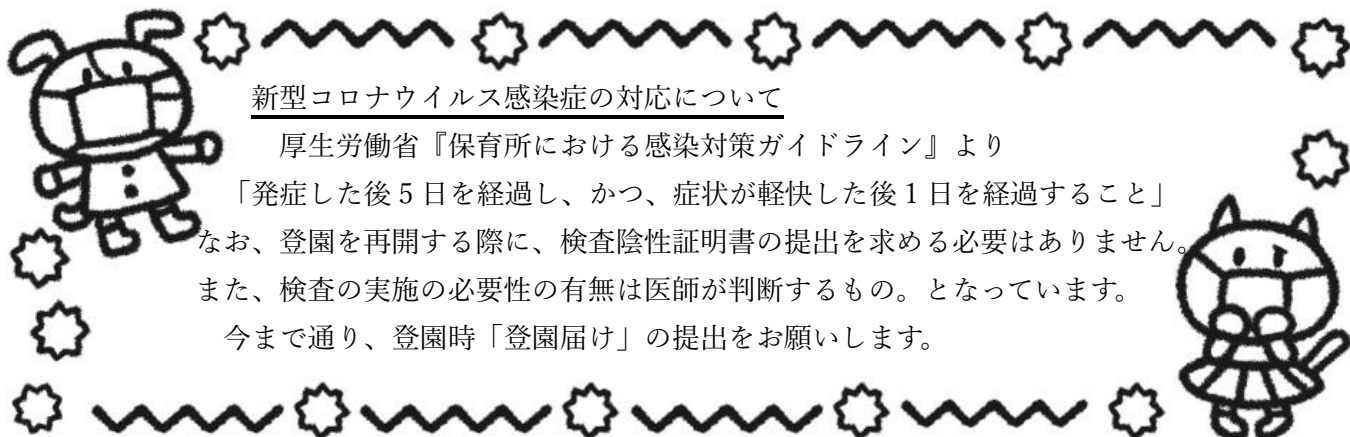 新型コロナウイルス感染症の対応について
厚生労働省『保育所における感染対策ガイドライン』より
「発症した後5日を経過し、かつ、症状が軽快した後1日を経過すること」
なお、登園を再開する際に、検査陰性証明書の提出を求める必要はありません。
また、検査の実施の必要性の有無は医師が判断するもの。となっています。
今まで通り、登園時「登園届け」の提出をお願いします。